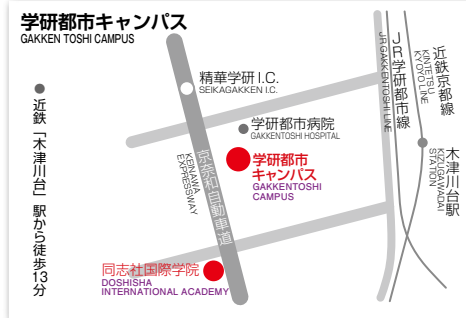 学研都市キャンパス
GAKKEN TOSHI CAMPUS
● 近鉄「木津川台」駅から徒歩13分
精華学研 I.C.
SEIKAGAKKEN I.C.
学研都市病院
GAKKENTOSHI HOSPITAL
学研都市
キャンパス
GAKKENTOSHI
CAMPUS
京奈和自動車道
KENAWA
EXPRESSWAY
同志社国際学院
DOSHISHA
INTERNATIONAL ACADEMY
JR学研都市線
JR GAKKENTOSHI LINE
近鉄京都線
KINTETSU
KYOYO LINE
木津川台駅
KIZUGAWADAI
STATION